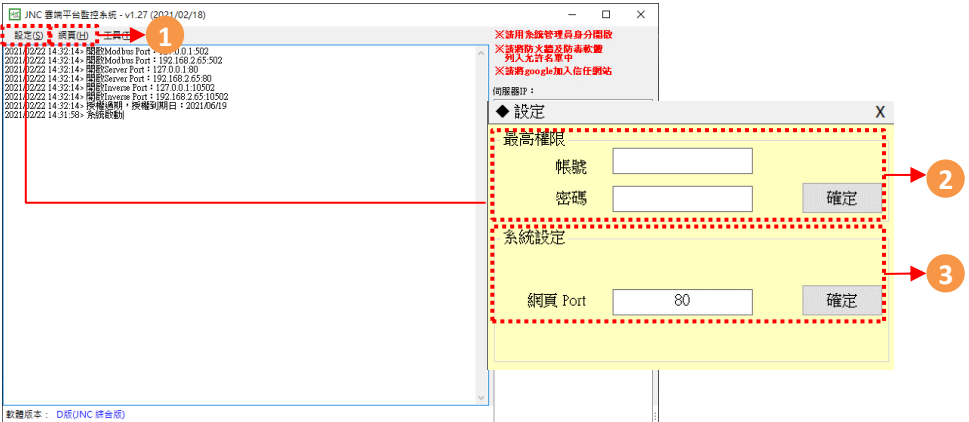 JNC 雲端平台監控系統 - v1.27 (2021/02/18)
設定(S) 網頁(H) 工具(T)
1
2021/02/22 14:32:14> 開啟Modbus Port：127.0.0.1:502
2021/02/22 14:32:14> 開啟Modbus Port：192.168.2.65:502
2021/02/22 14:32:14> 開啟Server Port：127.0.0.1:80
2021/02/22 14:32:14> 開啟Server Port：192.168.2.65:80
2021/02/22 14:32:14> 開啟Inverse Port：127.0.0.1:10502
2021/02/22 14:32:14> 開啟Inverse Port：192.168.2.65:10502
2021/02/22 14:32:14> 授權過期，授權到期日：2021/06/19
2021/02/22 14:31:58> 系統啟動
※請用系統管理員身分開啟
※請將防火牆及防毒軟體
列入允許名單中
※請將google加入信任網站
伺服器IP：
◆ 設定 X
最高權限
帳號
密碼 確定
2
系統設定
網頁 Port 80 確定
3
軟體版本： D版(JNC 綜合版)